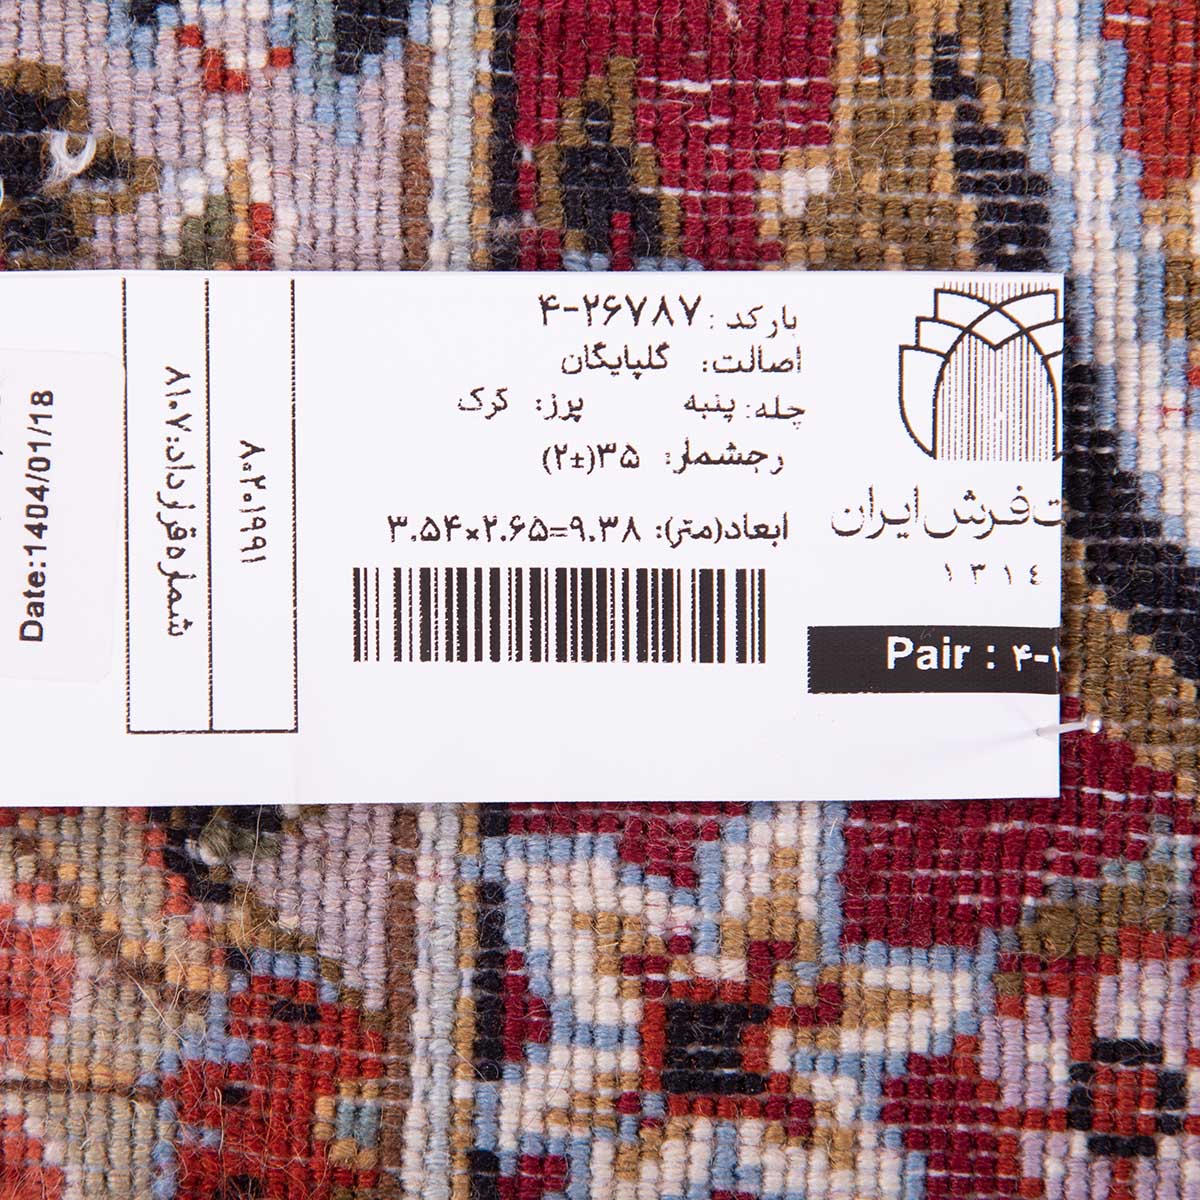 بارکد: ۴-۲۶۷۸۷
اصالت: گلپایگان
چله: پنبه پرز: کرک
رجشمار: ۳۵(±۲)
ابعاد(متر): ۳.۵۴×۲.۶۵=۹.۳۸
ت فرش ایران
۱۳۱٤
Pair : ۴-
۸۰۲۰۱۹۹۱
شماره قرارداد: ۸۱۰۷
Date:1404/01/18